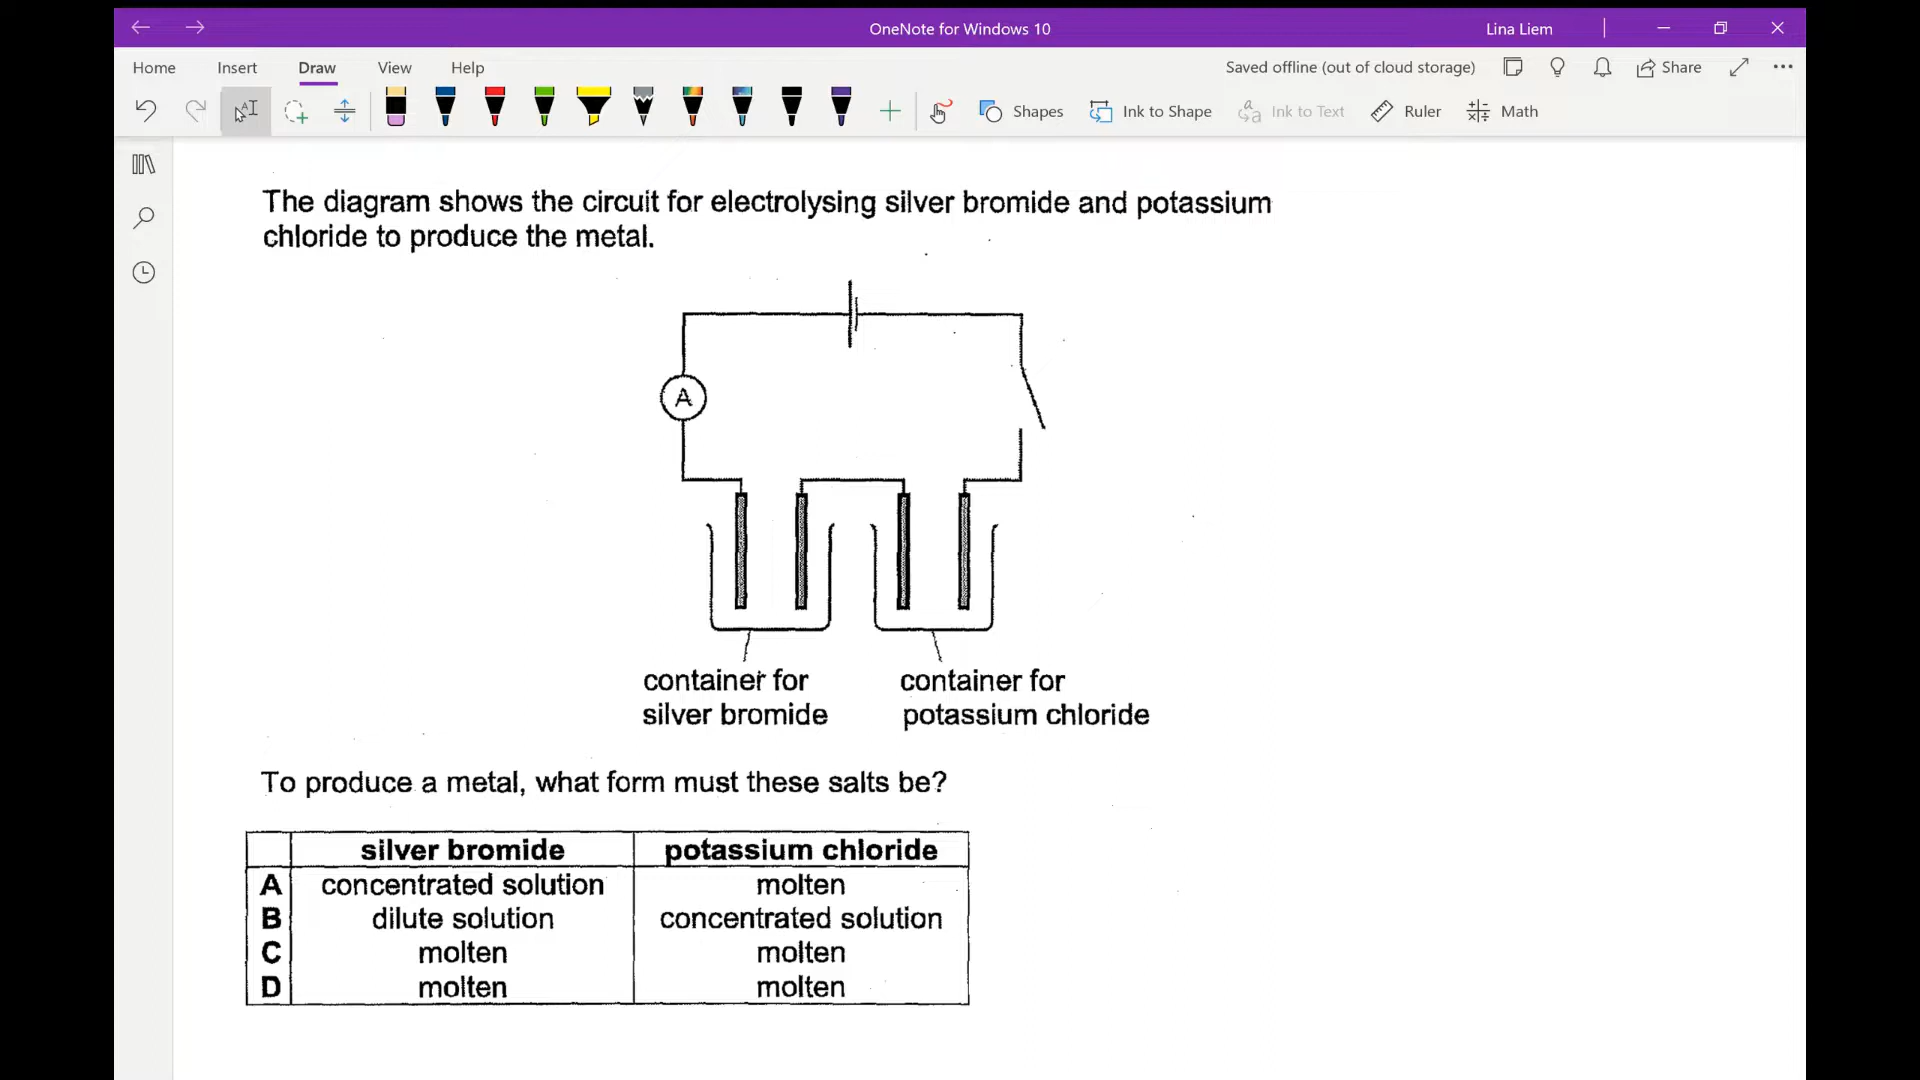 OneNote for Windows 10
Lina Liem
Home
Insert
Draw
View
Help
Saved offline (out of cloud storage)
Share
Shapes
Ink to Shape
Ink to Text
Ruler
Math
The diagram shows the circuit for electrolysing silver bromide and potassium
chloride to produce the metal.
A
container for
silver bromide
container for
potassium chloride
To produce a metal, what form must these salts be?
silver bromide potassium chloride
A concentrated solution molten
B dilute solution concentrated solution
C molten molten
D molten molten